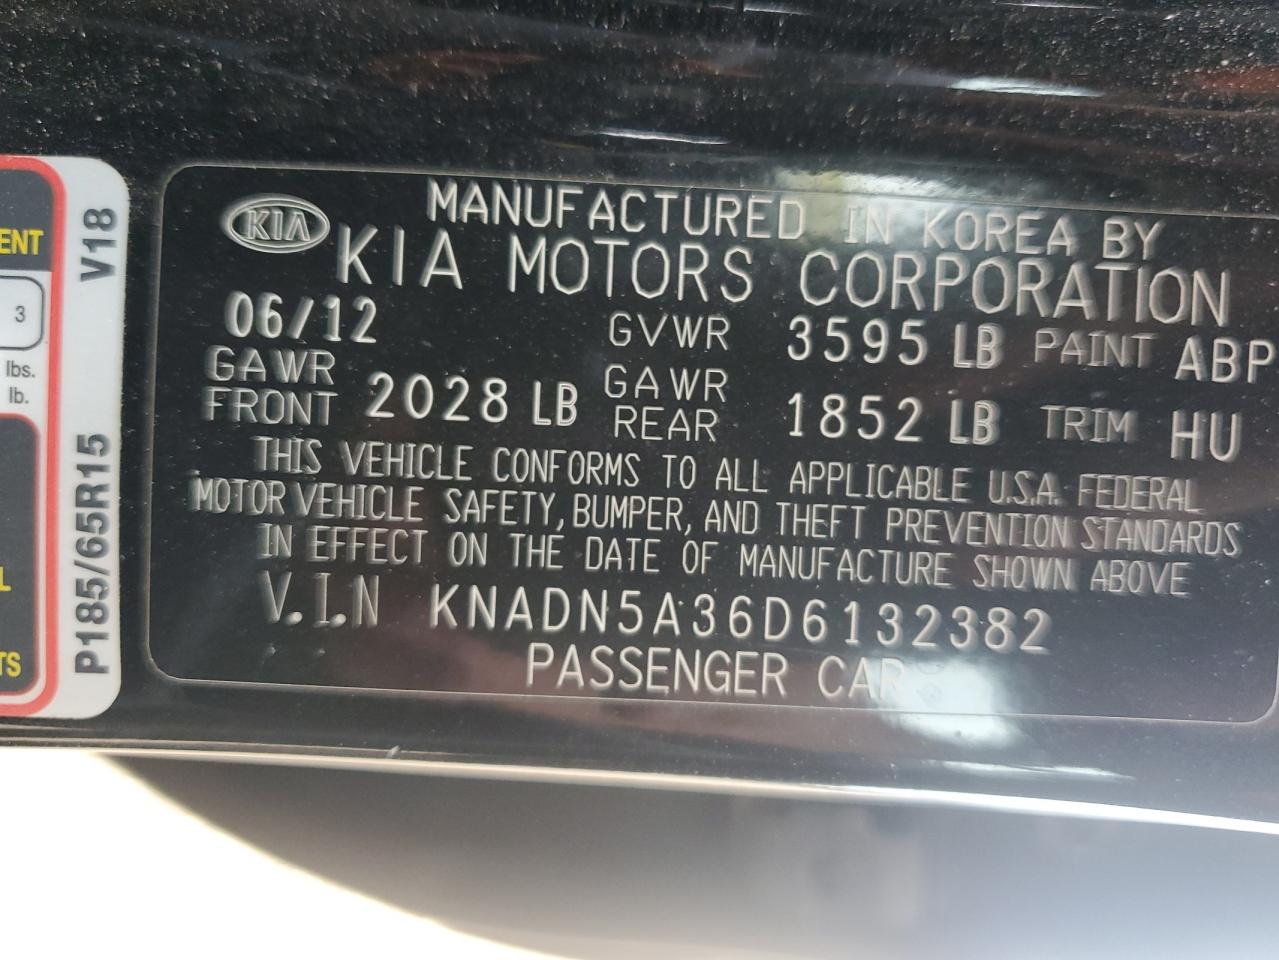 ENT
3
lbs.
lb.
L
TS
V18
P185/65R15
KIA
MANUFACTURED IN KOREA BY
KIA MOTORS CORPORATION
06/12 GVWR 3595 LB PAINT ABP
GAWR FRONT 2028 LB GAWR REAR 1852 LB TRIM HU
THIS VEHICLE CONFORMS TO ALL APPLICABLE U.S.A. FEDERAL
MOTOR VEHICLE SAFETY, BUMPER, AND THEFT PREVENTION STANDARDS
IN EFFECT ON THE DATE OF MANUFACTURE SHOWN ABOVE
V.I.N KNADN5A36D6132382
PASSENGER CAR